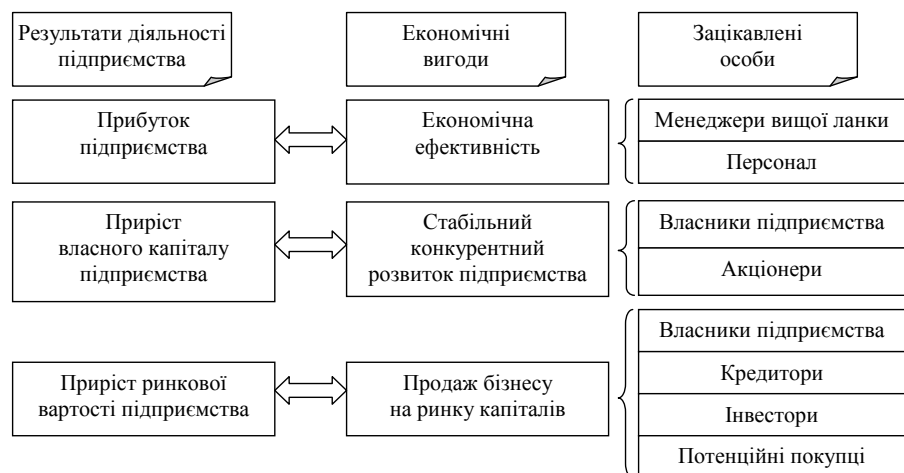 Результати діяльності
підприємства
Економічні
вигоди
Зацікавлені
особи
Прибуток
підприємства
Економічна
ефективність
Менеджери вищої ланки
Персонал
Приріст
власного капіталу
підприємства
Стабільний
конкурентний
розвиток підприємства
Власники підприємства
Акціонери
Приріст ринкової
вартості підприємства
Продаж бізнесу
на ринку капіталів
Власники підприємства
Кредитори
Інвестори
Потенційні покупці